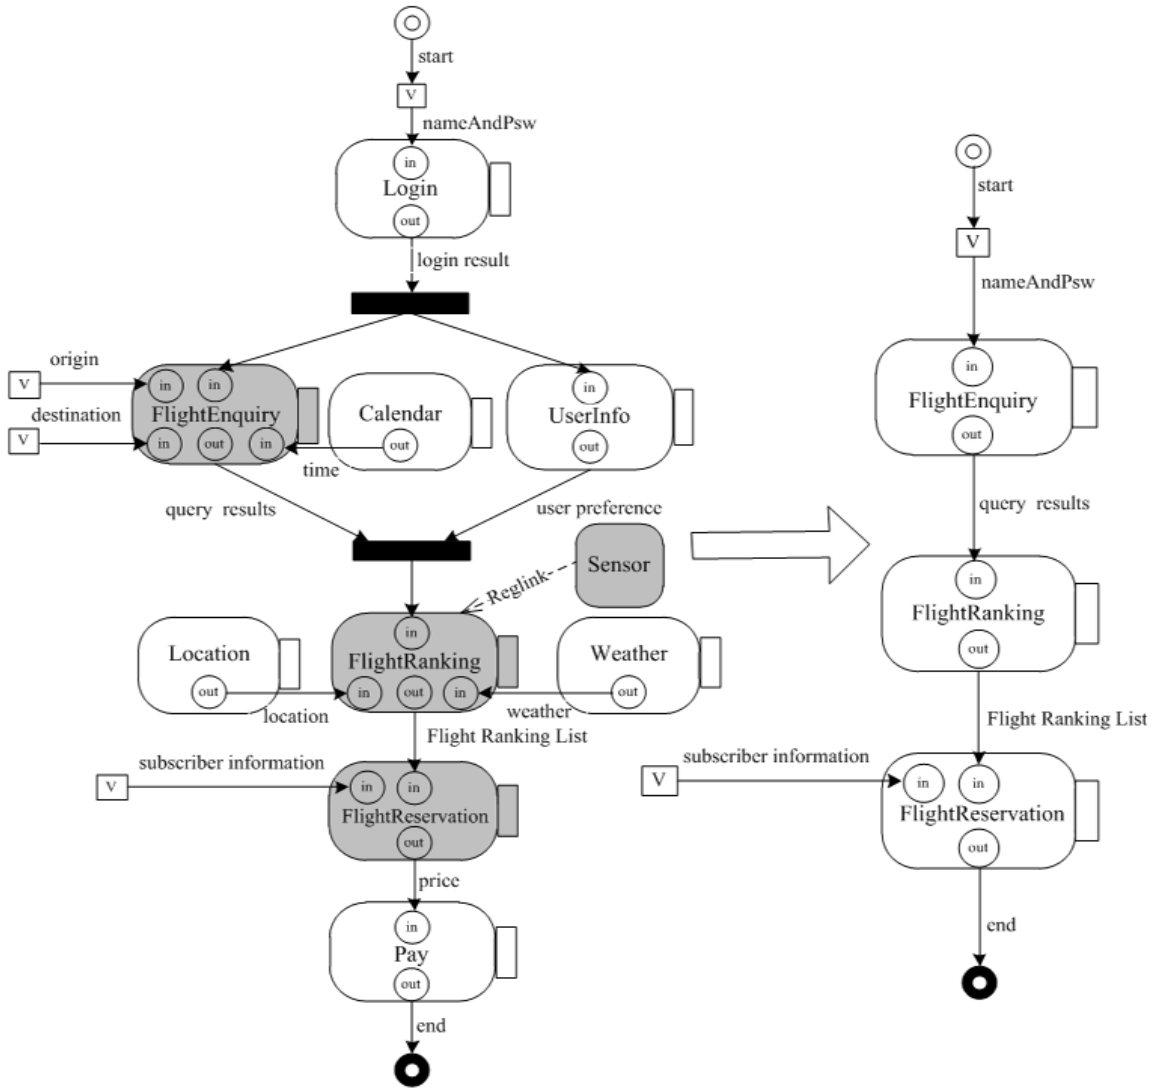 start
V
nameAndPsw
in
Login
out
login result
origin
V
in
in
FlightEnquiry
destination
V
in
out
in
time
Calendar
out
in
UserInfo
out
query results
user preference
Sensor
Reglink
Location
out
location
in
FlightRanking
in
out
in
Weather
out
weather
Flight Ranking List
subscriber information
V
in
in
FlightReservation
out
price
in
Pay
out
end
start
V
nameAndPsw
in
FlightEnquiry
out
query results
in
FlightRanking
out
Flight Ranking List
subscriber information
V
in
in
FlightReservation
out
end